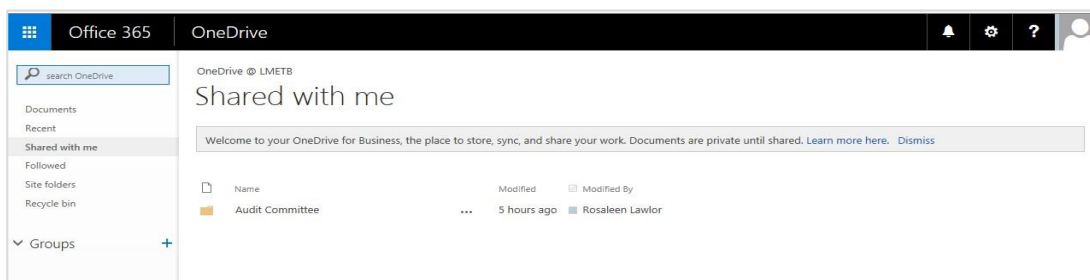 Office 365
OneDrive
?
search OneDrive
Documents
Recent
Shared with me
Followed
Site folders
Recycle bin
Groups +
OneDrive @ LMETB
Shared with me
Welcome to your OneDrive for Business, the place to store, sync, and share your work. Documents are private until shared. Learn more here. Dismiss
Name Modified Modified By
Audit Committee ... 5 hours ago Rosaleen Lawlor